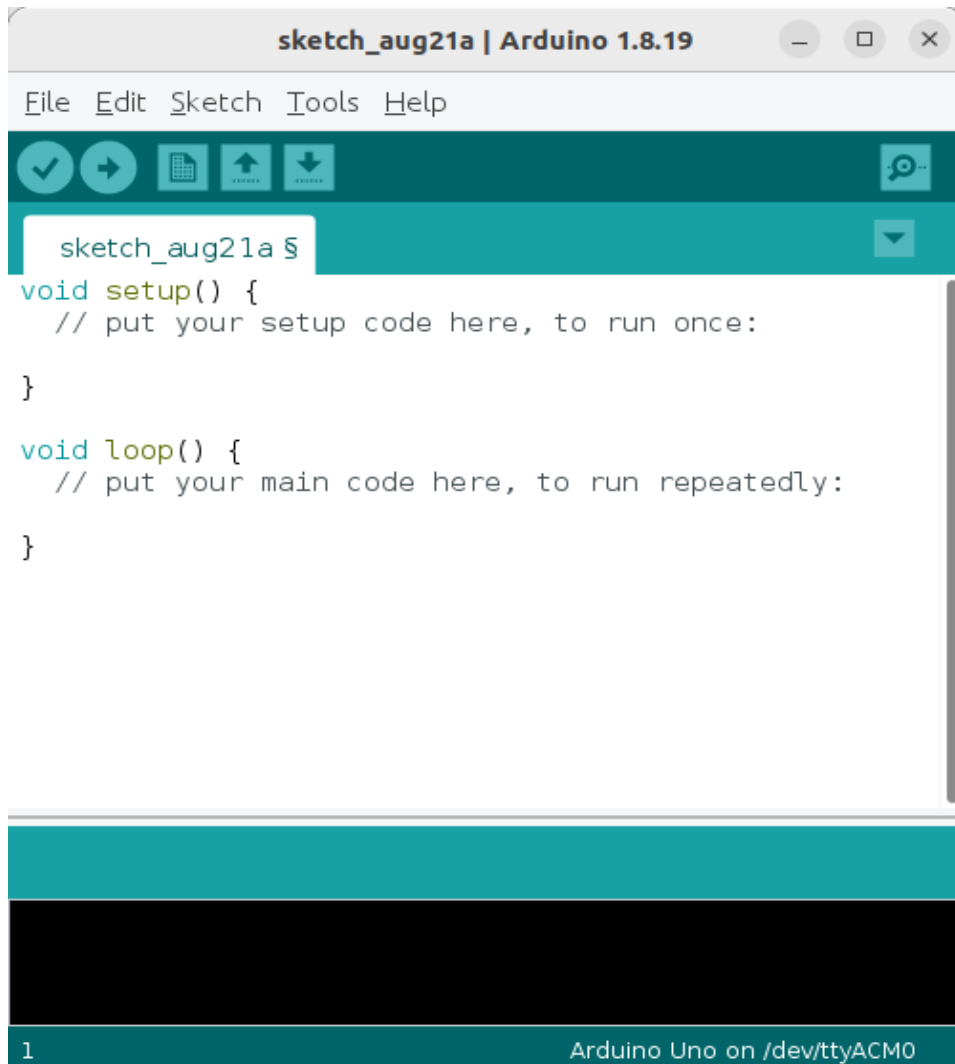 sketch_aug21a | Arduino 1.8.19
File Edit Sketch Tools Help
sketch_aug21a §
void setup() {
  // put your setup code here, to run once:
}
void loop() {
  // put your main code here, to run repeatedly:
}
1 Arduino Uno on /dev/ttyACM0